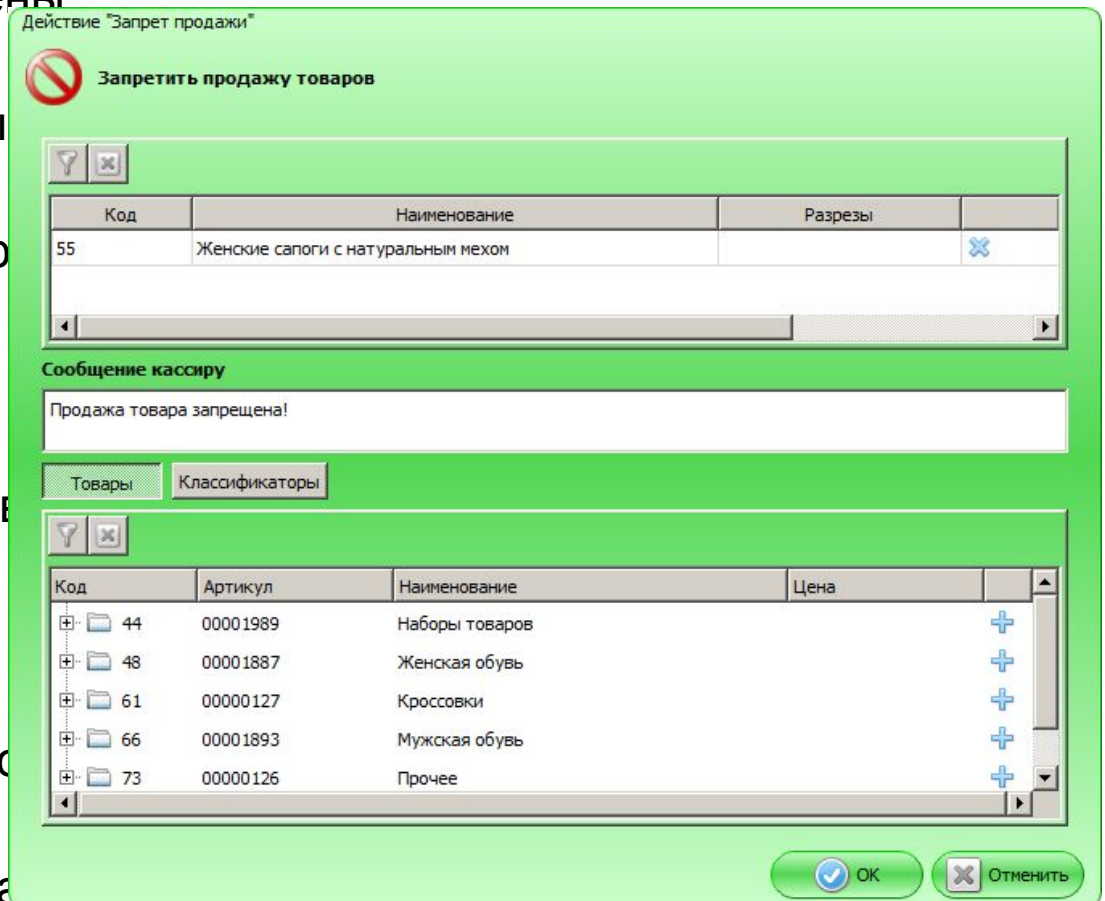 Действие "Запрет продажи"
Запретить продажу товаров
Код Наименование Разрезы
55 Женские сапоги с натуральным мехом
Сообщение кассиру
Продажа товара запрещена!
Товары Классификаторы
Код Артикул Наименование Цена
44 00001989 Наборы товаров
48 00001887 Женская обувь
61 00000127 Кроссовки
66 00001893 Мужская обувь
73 00000126 Прочее
ОК Отменить